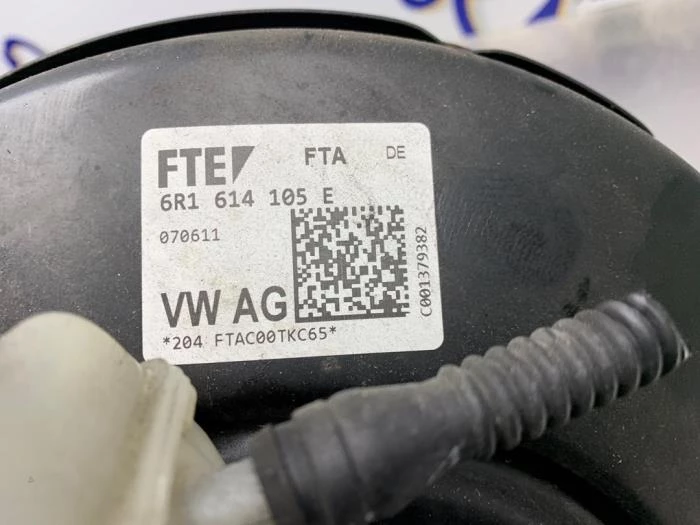 FTE FTA DE
6R1 614 105 E
070611
VW AG
*204 FTAC00TKC65*
C001379382